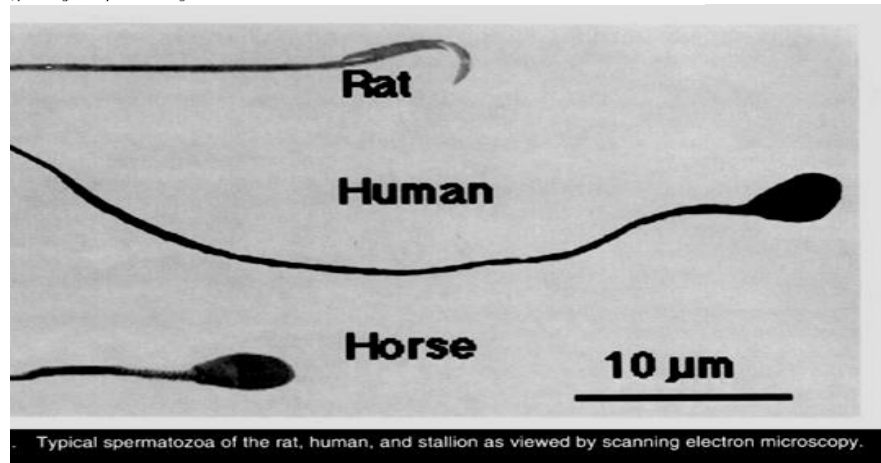 Rat
Human
Horse
10 µm
. Typical spermatozoa of the rat, human, and stallion as viewed by scanning electron microscopy.